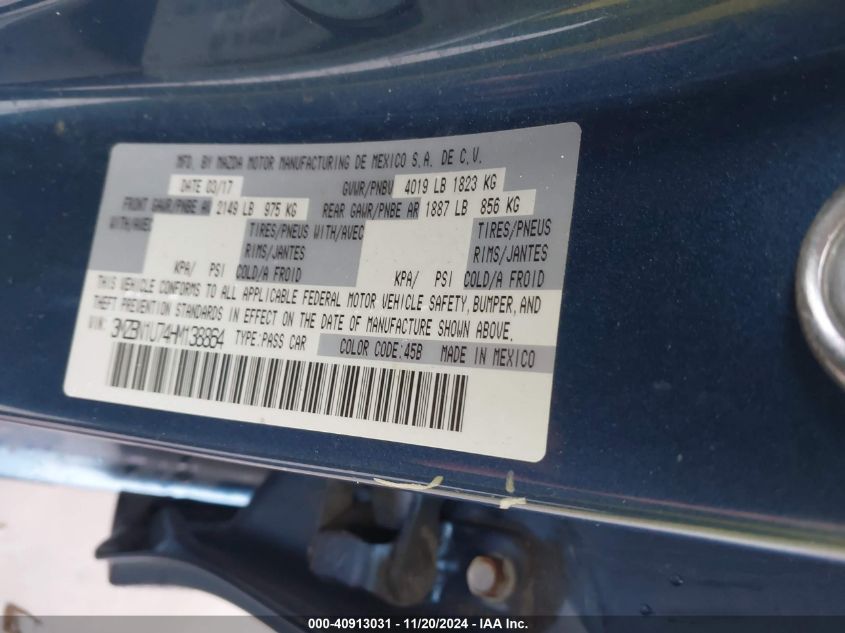 MFD. BY MAZDA MOTOR MANUFACTURING DE MEXICO S.A. DE C.V.
DATE 03/17 GVWR/PNBV 4019 LB 1823 KG
FRONT GAWR/PNBE AV 2149 LB 975 KG REAR GAWR/PNBE AR 1887 LB 856 KG
WITH/AVEC TIRES/PNEUS WITH/AVEC TIRES/PNEUS
RIMS/JANTES RIMS/JANTES
KPA/ PSI COLD/A FROID KPA/ PSI COLD/A FROID
THIS VEHICLE CONFORMS TO ALL APPLICABLE FEDERAL MOTOR VEHICLE SAFETY, BUMPER, AND
THEFT PREVENTION STANDARDS IN EFFECT ON THE DATE OF MANUFACTURE SHOWN ABOVE.
VIN: 3MZBN1U74HM138864 TYPE:PASS CAR COLOR CODE:45B MADE IN MEXICO
000-40913031 - 11/20/2024 - IAA Inc.